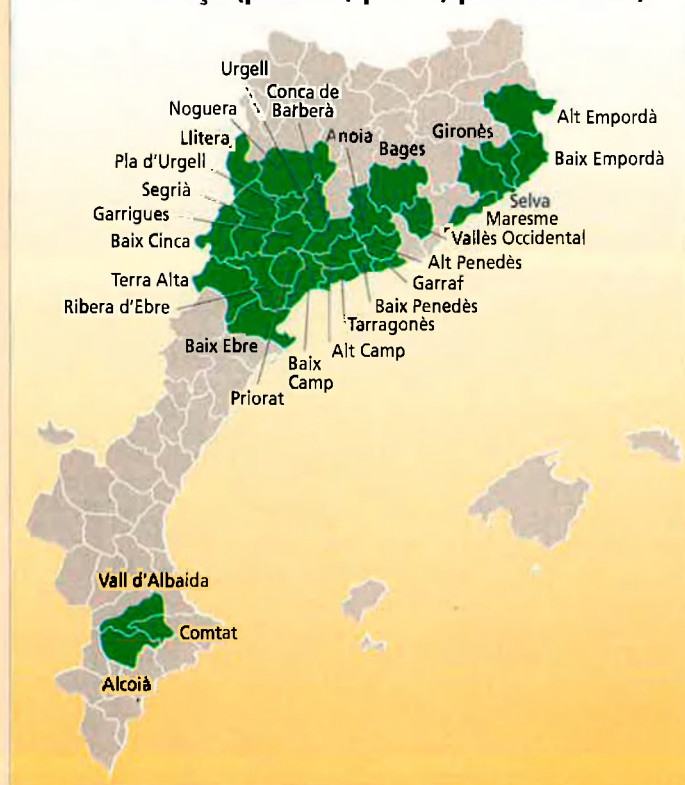 Urgell
Conca de
Barberà
Noguera
Anoia
Gironès
Alt Empordà
Llitera
Bages
Pla d'Urgell
Baix Empordà
Segrià
Selva
Garrigues
Maresme
Baix Cinca
Vallès Occidental
Alt Penedès
Terra Alta
Garraf
Ribera d'Ebre
Baix Penedès
Tarragonès
Baix Ebre
Alt Camp
Baix
Camp
Priorat
Vall d'Albaida
Comtat
Alcoià